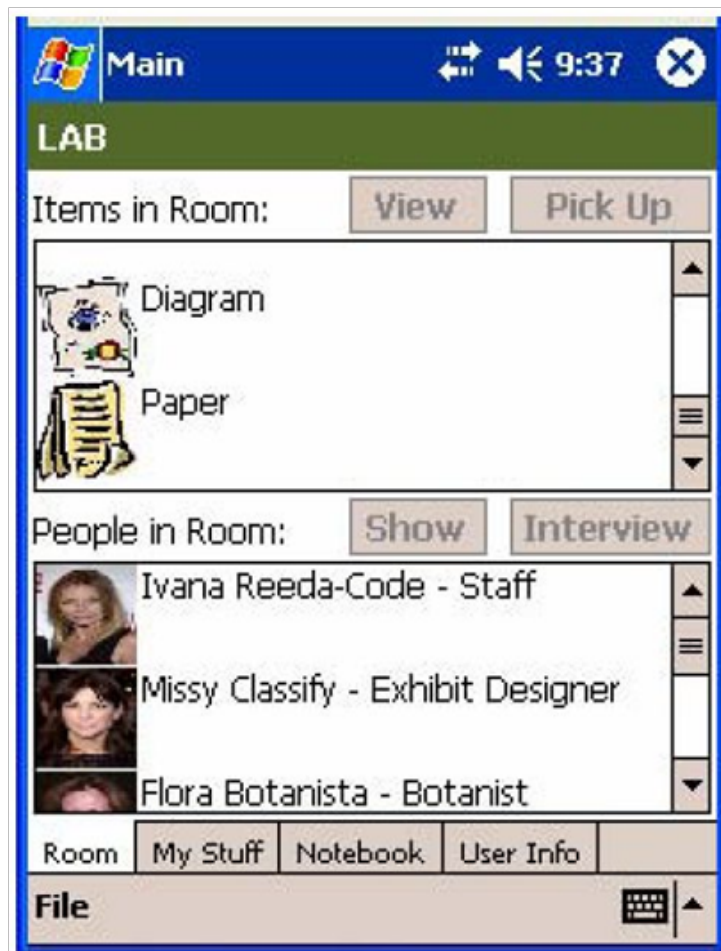 Main 9:37
LAB
Items in Room: View Pick Up
Diagram
Paper
People in Room: Show Interview
Ivana Reeda-Code - Staff
Missy Classify - Exhibit Designer
Flora Botanista - Botanist
Room My Stuff Notebook User Info
File